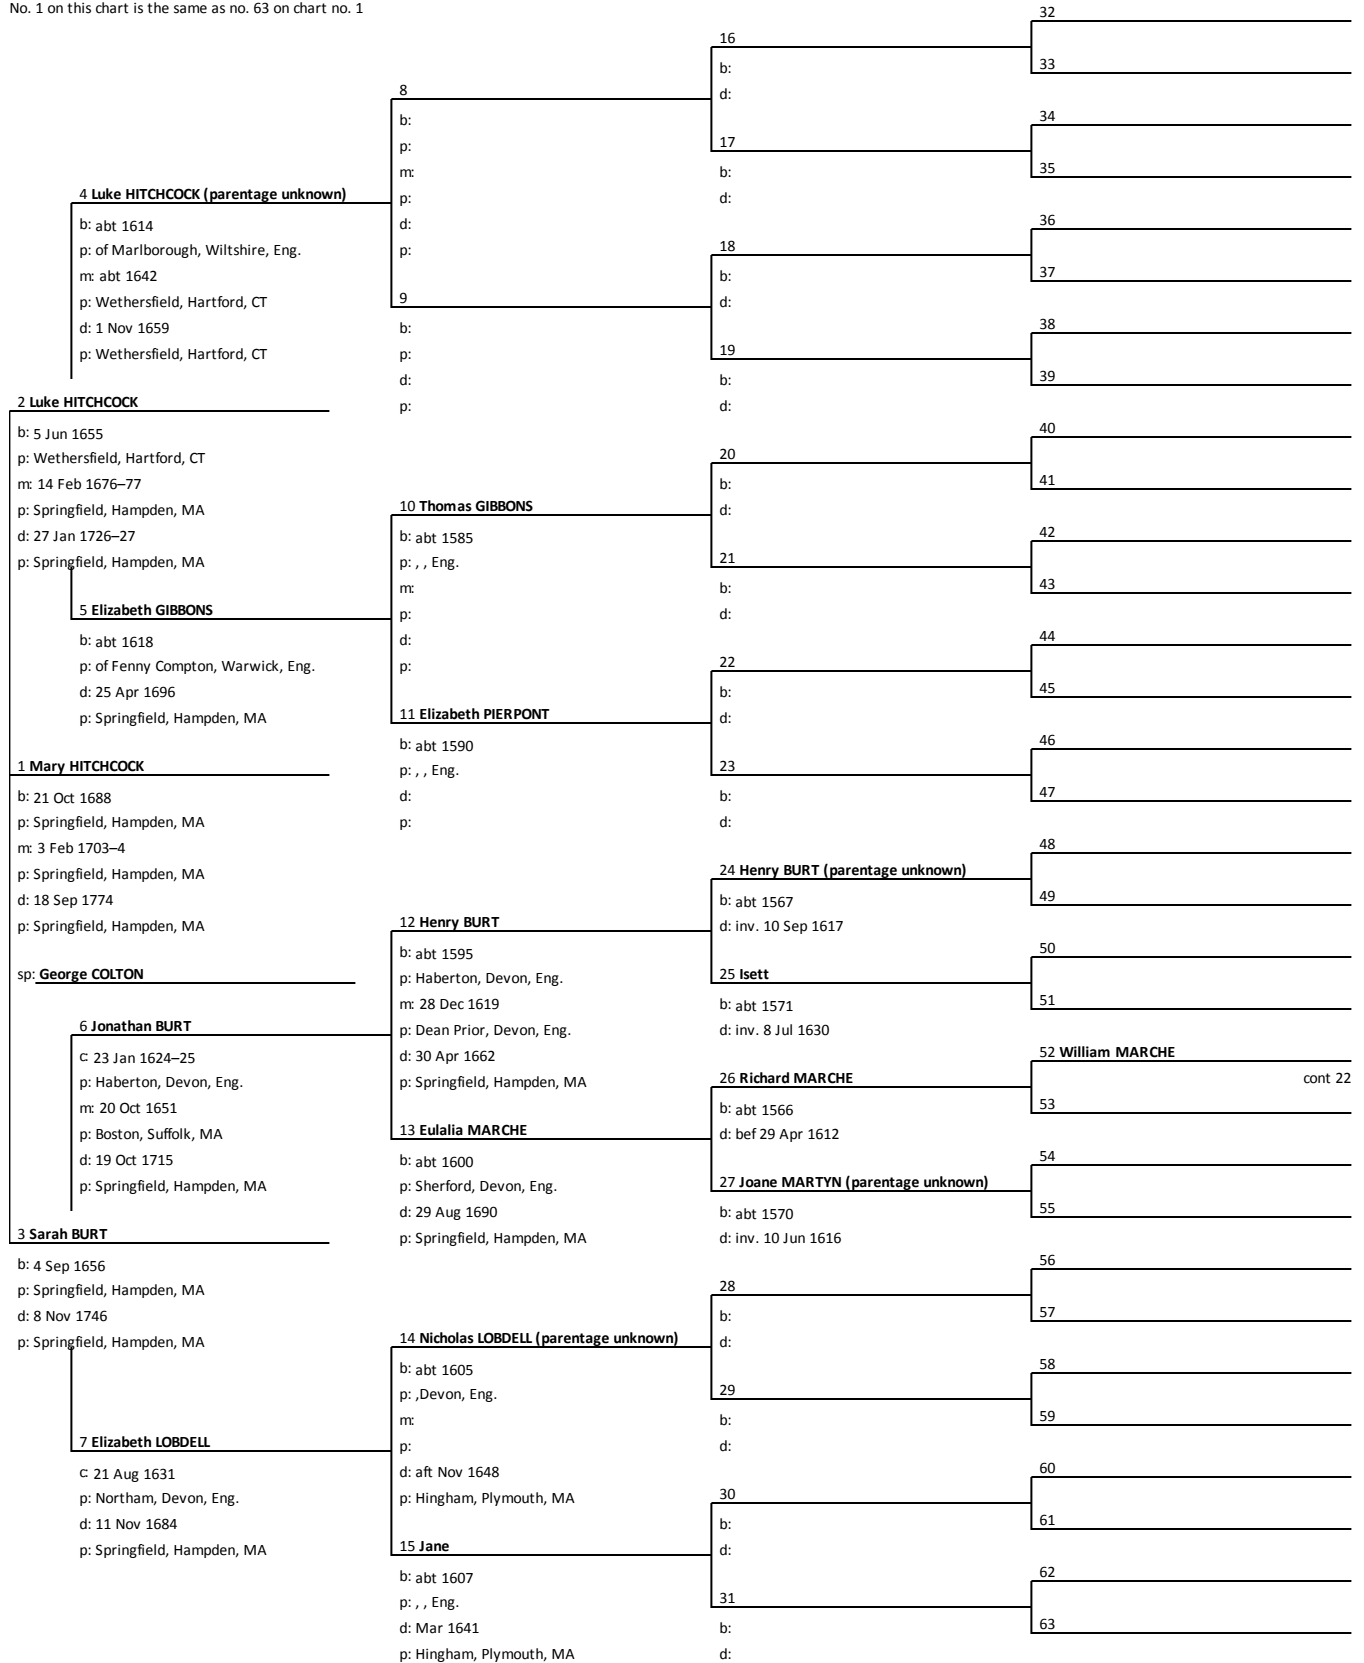 No. 1 on this chart is the same as no. 63 on chart no. 1
4 Luke HITCHCOCK (parentage unknown)
b: abt 1614
p: of Marlborough, Wiltshire, Eng.
m: abt 1642
p: Wethersfield, Hartford, CT
d: 1 Nov 1659
p: Wethersfield, Hartford, CT
2 Luke HITCHCOCK
b: 5 Jun 1655
p: Wethersfield, Hartford, CT
m: 14 Feb 1676–77
p: Springfield, Hampden, MA
d: 27 Jan 1726–27
p: Springfield, Hampden, MA
5 Elizabeth GIBBONS
b: abt 1618
p: of Fenny Compton, Warwick, Eng.
d: 25 Apr 1696
p: Springfield, Hampden, MA
1 Mary HITCHCOCK
b: 21 Oct 1688
p: Springfield, Hampden, MA
m: 3 Feb 1703–4
p: Springfield, Hampden, MA
d: 18 Sep 1774
p: Springfield, Hampden, MA
sp: George COLTON
6 Jonathan BURT
c: 23 Jan 1624–25
p: Haberton, Devon, Eng.
m: 20 Oct 1651
p: Boston, Suffolk, MA
d: 19 Oct 1715
p: Springfield, Hampden, MA
3 Sarah BURT
b: 4 Sep 1656
p: Springfield, Hampden, MA
d: 8 Nov 1746
p: Springfield, Hampden, MA
7 Elizabeth LOBDELL
c: 21 Aug 1631
p: Northam, Devon, Eng.
d: 11 Nov 1684
p: Springfield, Hampden, MA
8
b:
p:
m:
p:
d:
p:
9
b:
p:
d:
p:
10 Thomas GIBBONS
b: abt 1585
p: , , Eng.
m:
p:
d:
p:
11 Elizabeth PIERPONT
b: abt 1590
p: , , Eng.
d:
p:
12 Henry BURT
b: abt 1595
p: Haberton, Devon, Eng.
m: 28 Dec 1619
p: Dean Prior, Devon, Eng.
d: 30 Apr 1662
p: Springfield, Hampden, MA
13 Eulalia MARCHE
b: abt 1600
p: Sherford, Devon, Eng.
d: 29 Aug 1690
p: Springfield, Hampden, MA
14 Nicholas LOBDELL (parentage unknown)
b: abt 1605
p: ,Devon, Eng.
m:
p:
d: aft Nov 1648
p: Hingham, Plymouth, MA
15 Jane
b: abt 1607
p: , , Eng.
d: Mar 1641
p: Hingham, Plymouth, MA
16
b:
d:
17
b:
d:
18
b:
d:
19
b:
d:
20
b:
d:
21
b:
d:
22
b:
d:
23
b:
d:
24 Henry BURT (parentage unknown)
b: abt 1567
d: inv. 10 Sep 1617
25 Isett
b: abt 1571
d: inv. 8 Jul 1630
26 Richard MARCHE
b: abt 1566
d: bef 29 Apr 1612
27 Joane MARTYN (parentage unknown)
b: abt 1570
d: inv. 10 Jun 1616
28
b:
d:
29
b:
d:
30
b:
d:
31
b:
d:
32
33
34
35
36
37
38
39
40
41
42
43
44
45
46
47
48
49
50
51
52 William MARCHE
cont 22
53
54
55
56
57
58
59
60
61
62
63